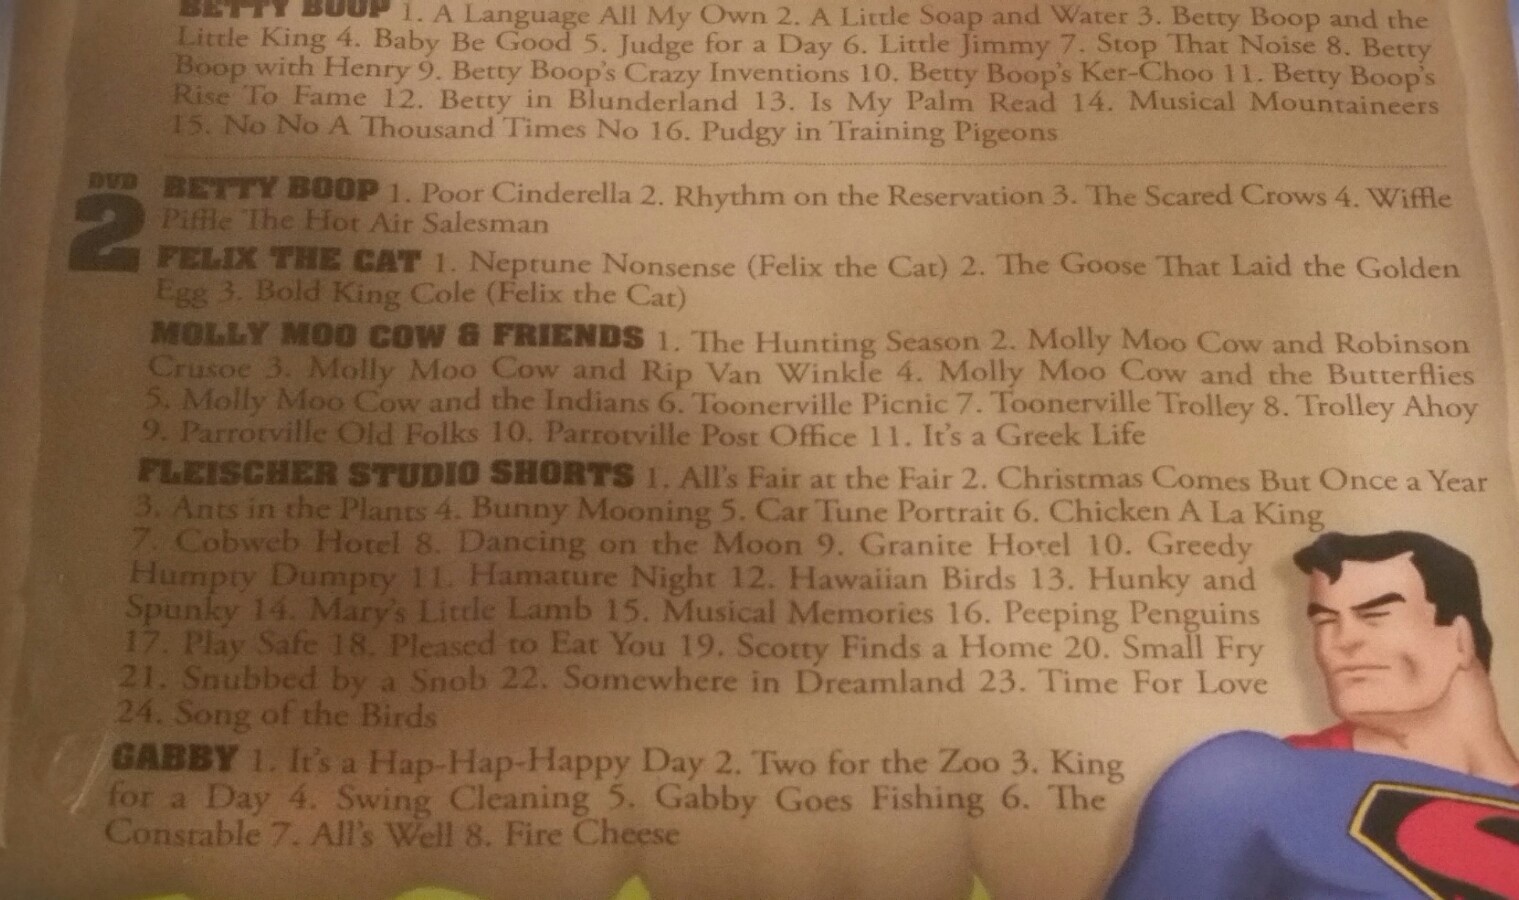 BETTY BOOP 1. A Language All My Own 2. A Little Soap and Water 3. Betty Boop and the
Little King 4. Baby Be Good 5. Judge for a Day 6. Little Jimmy 7. Stop That Noise 8. Betty
Boop with Henry 9. Betty Boop's Crazy Inventions 10. Betty Boop's Ker-Choo 11. Betty Boop's
Rise To Fame 12. Betty in Blunderland 13. Is My Palm Read 14. Musical Mountaineers
15. No No A Thousand Times No 16. Pudgy in Training Pigeons
DVD
2
BETTY BOOP 1. Poor Cinderella 2. Rhythm on the Reservation 3. The Scared Crows 4. Wiffle
Piffle The Hot Air Salesman
FELIX THE CAT 1. Neptune Nonsense (Felix the Cat) 2. The Goose That Laid the Golden
Egg 3. Bold King Cole (Felix the Cat)
MOLLY MOO COW & FRIENDS 1. The Hunting Season 2. Molly Moo Cow and Robinson
Crusoe 3. Molly Moo Cow and Rip Van Winkle 4. Molly Moo Cow and the Butterflies
5. Molly Moo Cow and the Indians 6. Toonerville Picnic 7. Toonerville Trolley 8. Trolley Ahoy
9. Parrotville Old Folks 10. Parrotville Post Office 11. It's a Greek Life
FLEISCHER STUDIO SHORTS 1. All's Fair at the Fair 2. Christmas Comes But Once a Year
3. Ants in the Plants 4. Bunny Mooning 5. Car Tune Portrait 6. Chicken A La King
7. Cobweb Hotel 8. Dancing on the Moon 9. Granite Hotel 10. Greedy
Humpty Dumpty 11. Hamature Night 12. Hawaiian Birds 13. Hunky and
Spunky 14. Mary's Little Lamb 15. Musical Memories 16. Peeping Penguins
17. Play Safe 18. Pleased to Eat You 19. Scotty Finds a Home 20. Small Fry
21. Snubbed by a Snob 22. Somewhere in Dreamland 23. Time For Love
24. Song of the Birds
GABBY 1. It's a Hap-Hap-Happy Day 2. Two for the Zoo 3. King
for a Day 4. Swing Cleaning 5. Gabby Goes Fishing 6. The
Constable 7. All's Well 8. Fire Cheese